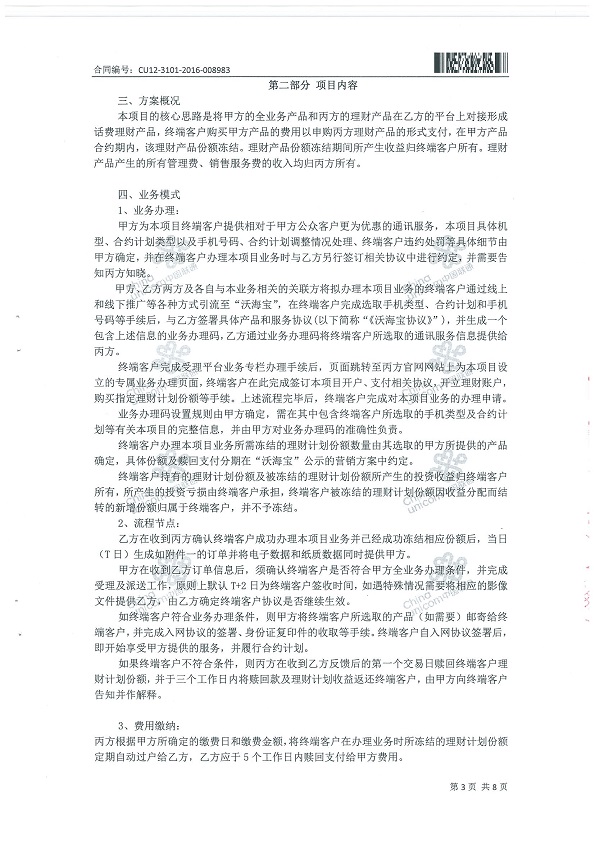 合同编号：CU12-3101-2016-008983
第二部分 项目内容
三、方案概况
本项目的核心思路是将甲方的全业务产品和丙方的理财产品在乙方的平台上对接形成
话费理财产品，终端客户购买甲方产品的费用以申购丙方理财产品的形式支付，在甲方产品
合约期内，该理财产品份额冻结。理财产品份额冻结期间所产生收益归终端客户所有。理财
产品产生的所有管理费、销售服务费的收入均归丙方所有。
四、业务模式
1、业务办理：
甲方为本项目终端客户提供相对于甲方公众客户更为优惠的通讯服务，本项目具体机
型、合约计划类型以及手机号码、合约计划调整情况处理、终端客户违约处罚等具体细节由
甲方确定，并在终端客户办理本项目业务时与乙方另行签订相关协议中进行约定，并需要告
知丙方知晓。
甲方、乙方两方及各自与本业务相关的关联方将拟办理本项目业务的终端客户通过线上
和线下推广等各种方式引流至“沃海宝”，在终端客户完成选取手机类型、合约计划和手机
号码等手续后，与乙方签署具体产品和服务协议(以下简称“《沃海宝协议》”)，并生成一个
包含上述信息的业务办理码，乙方通过业务办理码将终端客户所选取的通讯服务信息提供给
丙方。
终端客户完成受理平台业务专栏办理手续后，页面跳转至丙方官网网站上为本项目设
立的专属业务办理页面，终端客户在此完成签订本项目开户、支付相关协议、开立理财账户，
购买指定理财计划份额等手续。上述流程完毕后，终端客户完成对本项目业务的办理申请。
业务办理码设置规则由甲方确定，需在其中包含终端客户所选取的手机类型及合约计
划等有关本项目的完整信息，并由甲方对业务办理码的准确性负责。
终端客户办理本项目业务所需冻结的理财计划份额数量由其选取的甲方所提供的产品
确定，具体份额及赎回支付分期在“沃海宝”公示的营销方案中约定。
终端客户持有的理财计划份额及被冻结的理财计划份额所产生的投资收益归终端客户
所有，所产生的投资亏损由终端客户承担，终端客户被冻结的理财计划份额因收益分配而结
转的新增份额归属于终端客户，并不予冻结。
2、流程节点：
乙方在收到丙方确认终端客户成功办理本项目业务并已经成功冻结相应份额后，当日
（T 日）生成如附件一的订单并将电子数据和纸质数据同时提供甲方。
甲方在收到乙方订单信息后，须确认终端客户是否符合甲方全业务办理条件，并完成
受理及派送工作，原则上默认 T+2 日为终端客户签收时间，如遇特殊情况需要将相应的影像
文件提供乙方，由乙方确定终端客户协议是否继续生效。
如终端客户符合业务办理条件，则甲方将终端客户所选取的产品（如需要）邮寄给终
端客户，并完成入网协议的签署、身份证复印件的收取等手续。终端客户自入网协议签署后，
即开始享受甲方提供的服务，并履行合约计划。
如果终端客户不符合条件，则丙方在收到乙方反馈后的第一个交易日赎回终端客户理
财计划份额，并于三个工作日内将赎回款及理财计划收益返还终端客户，由甲方向终端客户
告知并作解释。
3、费用缴纳：
丙方根据甲方所确定的缴费日和缴费金额，将终端客户在办理业务时所冻结的理财计划份额
定期自动过户给乙方，乙方应于 5 个工作日内赎回支付给甲方费用。
第 3 页 共 8 页